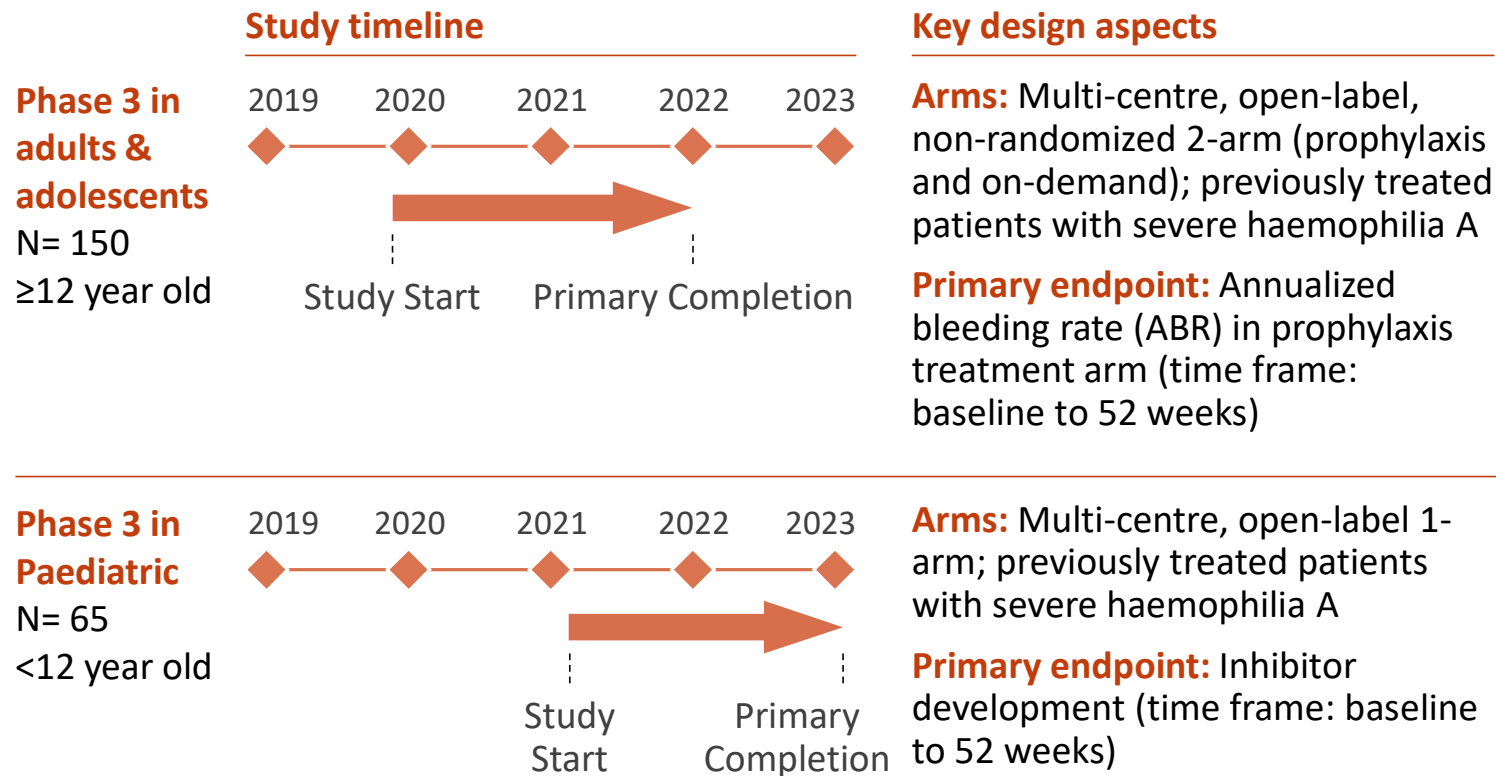 Study timeline
Key design aspects
Phase 3 in
adults &
adolescents
N= 150
≥12 year old
2019 2020 2021 2022 2023
Study Start Primary Completion
Arms: Multi-centre, open-label,
non-randomized 2-arm (prophylaxis
and on-demand); previously treated
patients with severe haemophilia A
Primary endpoint: Annualized
bleeding rate (ABR) in prophylaxis
treatment arm (time frame:
baseline to 52 weeks)
Phase 3 in
Paediatric
N= 65
<12 year old
2019 2020 2021 2022 2023
Study
Start
Primary
Completion
Arms: Multi-centre, open-label 1-
arm; previously treated patients
with severe haemophilia A
Primary endpoint: Inhibitor
development (time frame: baseline
to 52 weeks)